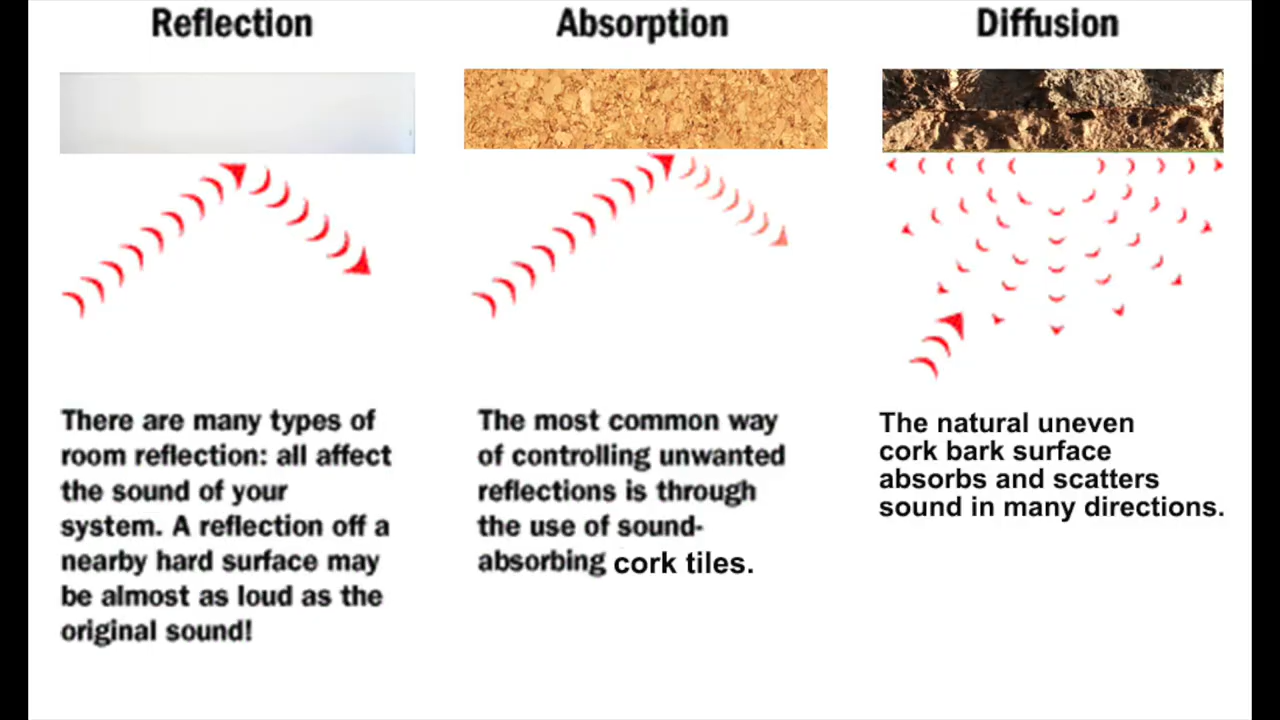 Reflection
Absorption
Diffusion
There are many types of
room reflection: all affect
the sound of your
system. A reflection off a
nearby hard surface may
be almost as loud as the
original sound!
The most common way
of controlling unwanted
reflections is through
the use of sound-
absorbing cork tiles.
The natural uneven
cork bark surface
absorbs and scatters
sound in many directions.